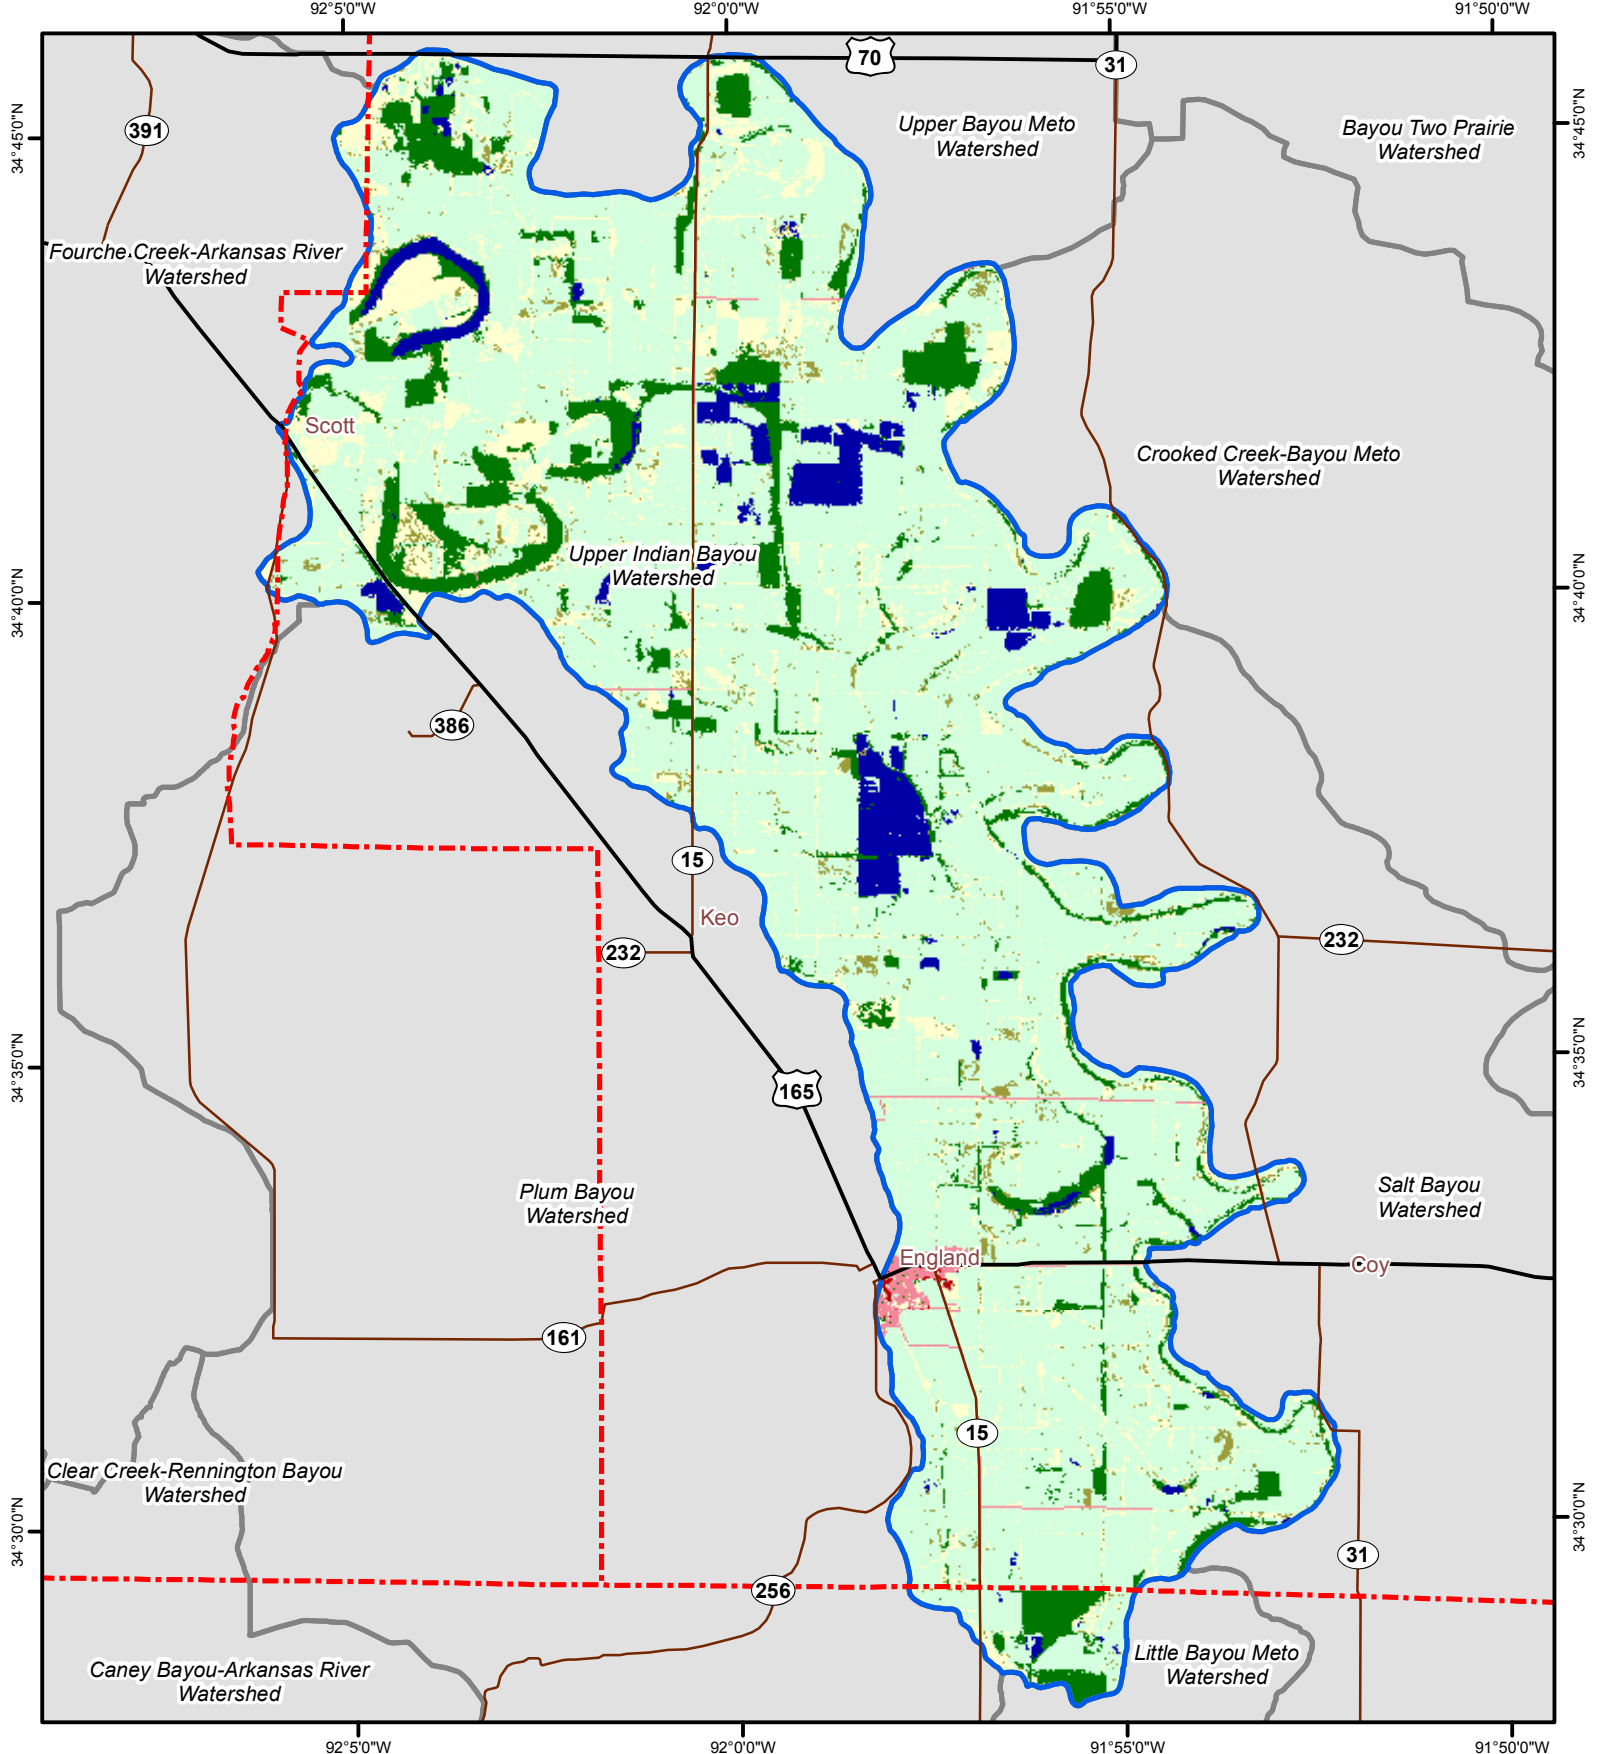 92°5'0"W
92°0'0"W
91°55'0"W
91°50'0"W
70
31
391
34°45'0"N
34°45'0"N
Upper Bayou Meto
Watershed
Bayou Two Prairie
Watershed
Fourche Creek-Arkansas River
Watershed
Scott
Crooked Creek-Bayou Meto
Watershed
Upper Indian Bayou
Watershed
34°40'0"N
34°40'0"N
386
15
Keo
232
232
34°35'0"N
34°35'0"N
165
Plum Bayou
Watershed
Salt Bayou
Watershed
England
Coy
161
15
Clear Creek-Rennington Bayou
Watershed
34°30'0"N
34°30'0"N
31
256
Caney Bayou-Arkansas River
Watershed
Little Bayou Meto
Watershed
92°5'0"W
92°0'0"W
91°55'0"W
91°50'0"W